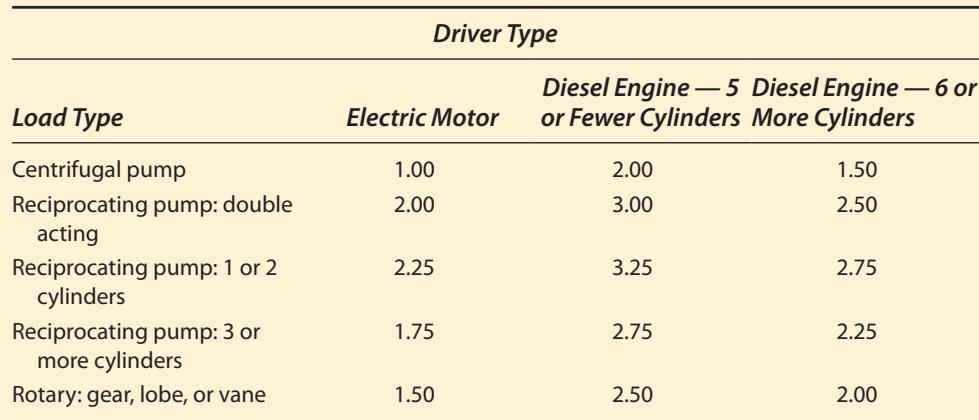 Driver Type
Diesel Engine — 5 Diesel Engine — 6 or
Load Type Electric Motor or Fewer Cylinders More Cylinders
Centrifugal pump 1.00 2.00 1.50
Reciprocating pump: double 2.00 3.00 2.50
acting
Reciprocating pump: 1 or 2 2.25 3.25 2.75
cylinders
Reciprocating pump: 3 or 1.75 2.75 2.25
more cylinders
Rotary: gear, lobe, or vane 1.50 2.50 2.00